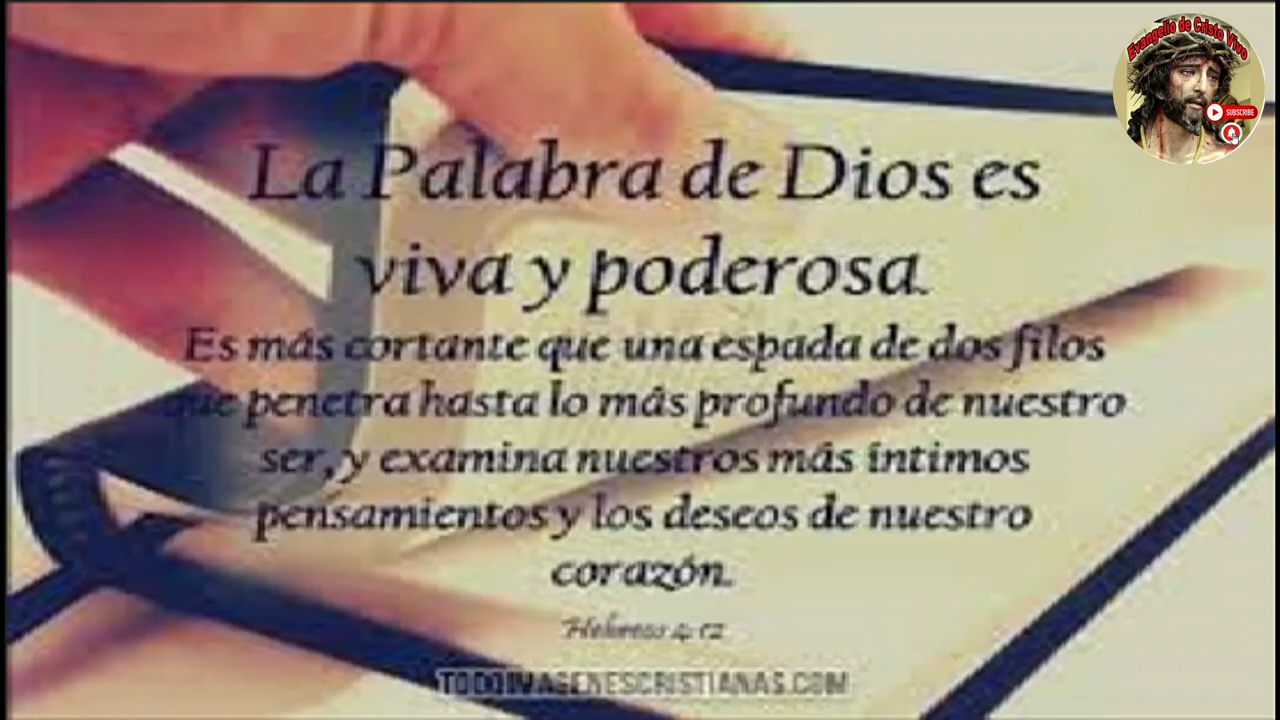 Evangelio de Cristo Vivo
SUBSCRIBE
La Palabra de Dios es
viva y poderosa.
Es más cortante que una espada de dos filos
que penetra hasta lo más profundo de nuestro
ser, y examina nuestros más íntimos
pensamientos y los deseos de nuestro
corazón.
Hebreos 4:12
TODOIMAGENESCRISTIANAS.COM